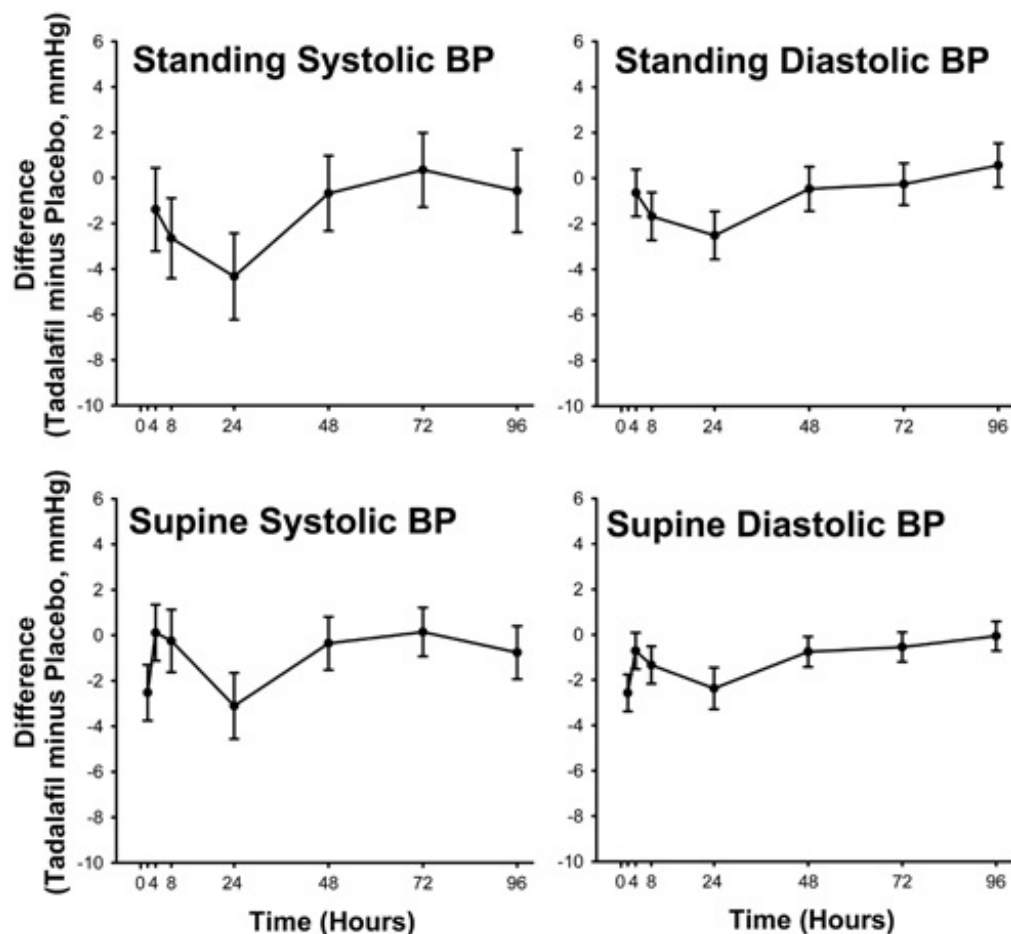 Difference
(Tadalafil minus Placebo, mmHg)
Standing Systolic BP
6
4
2
0
-2
-4
-6
-8
-10
0 4 8 24 48 72 96
Standing Diastolic BP
6
4
2
0
-2
-4
-6
-8
-10
0 4 8 24 48 72 96
Difference
(Tadalafil minus Placebo, mmHg)
Supine Systolic BP
6
4
2
0
-2
-4
-6
-8
-10
0 4 8 24 48 72 96
Time (Hours)
Supine Diastolic BP
6
4
2
0
-2
-4
-6
-8
-10
0 4 8 24 48 72 96
Time (Hours)